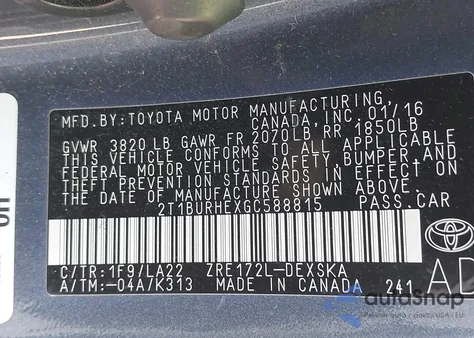 MFD.BY:TOYOTA MOTOR MANUFACTURING,
CANADA, INC. 01/16
GVWR 3820 LB GAWR FR 2070LB RR 1850LB
THIS VEHICLE CONFORMS TO ALL APPLICABLE
FEDERAL MOTOR VEHICLE SAFETY,BUMPER,AND
THEFT PREVENTION STANDARDS IN EFFECT ON
THE DATE OF MANUFACTURE SHOWN ABOVE.
2T1BURHEXGC588815 PASS.CAR
C/TR:1F9/LA22 ZRE172L-DEXSKA
A/TM:-04A/K313 MADE IN CANADA 241
AD
autosnap